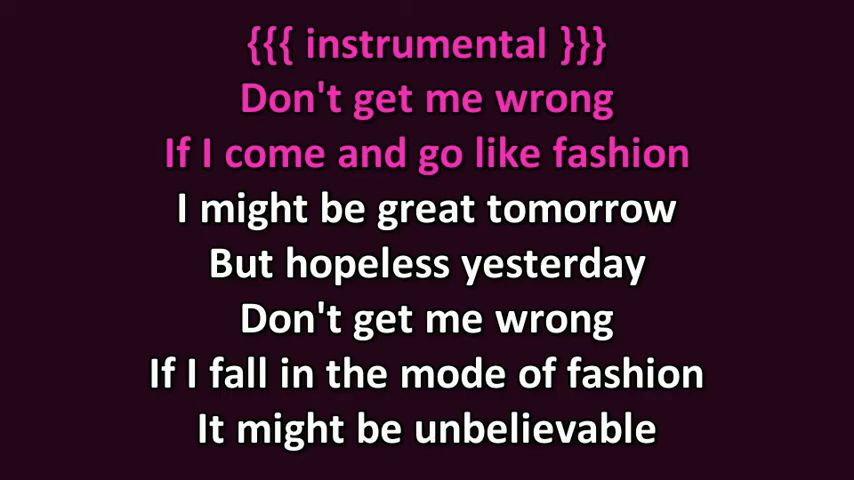 {{{ instrumental }}}
Don't get me wrong
If I come and go like fashion
I might be great tomorrow
But hopeless yesterday
Don't get me wrong
If I fall in the mode of fashion
It might be unbelievable